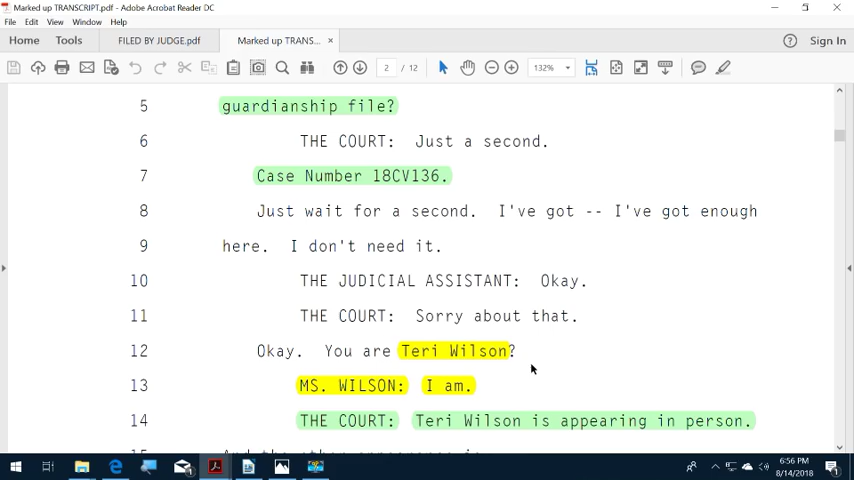 Marked up TRANSCRIPT.pdf - Adobe Acrobat Reader DC
File Edit View Window Help
Home Tools FILED BY JUDGE.pdf Marked up TRANS... × Sign In
2 / 12 132%
5 guardianship file?
6 THE COURT: Just a second.
7 Case Number 18CV136.
8 Just wait for a second. I've got -- I've got enough
9 here. I don't need it.
10 THE JUDICIAL ASSISTANT: Okay.
11 THE COURT: Sorry about that.
12 Okay. You are Teri Wilson?
13 MS. WILSON: I am.
14 THE COURT: Teri Wilson is appearing in person.
6:56 PM
8/14/2018